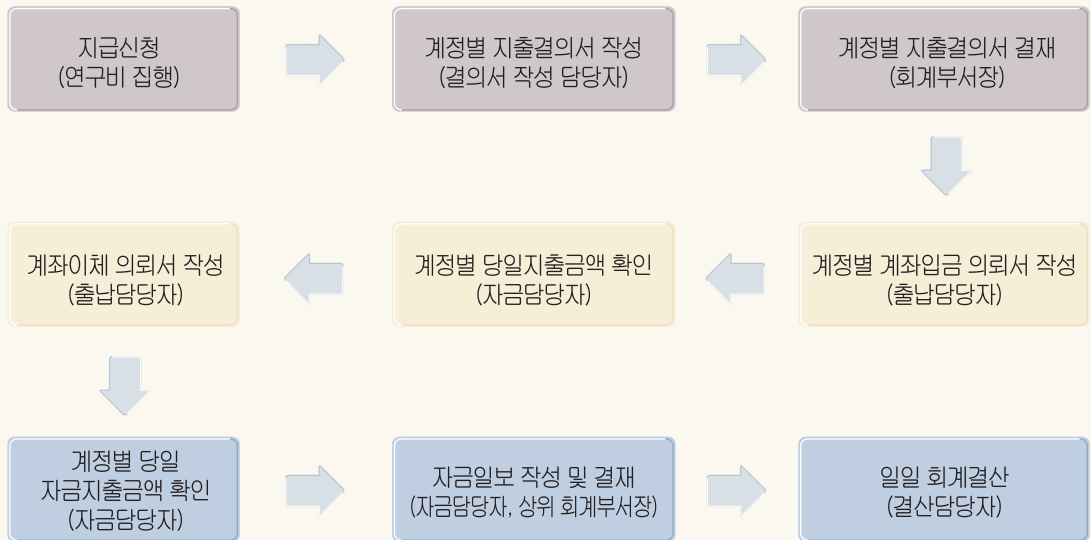 지급신청
(연구비 집행)
계정별 지출결의서 작성
(결의서 작성 담당자)
계정별 지출결의서 결재
(회계부서장)
계정별 계좌입금 의뢰서 작성
(출납담당자)
계정별 당일지출금액 확인
(자금담당자)
계좌이체 의뢰서 작성
(출납담당자)
계정별 당일
자금지출금액 확인
(자금담당자)
자금일보 작성 및 결재
(자금담당자, 상위 회계부서장)
일일 회계결산
(결산담당자)